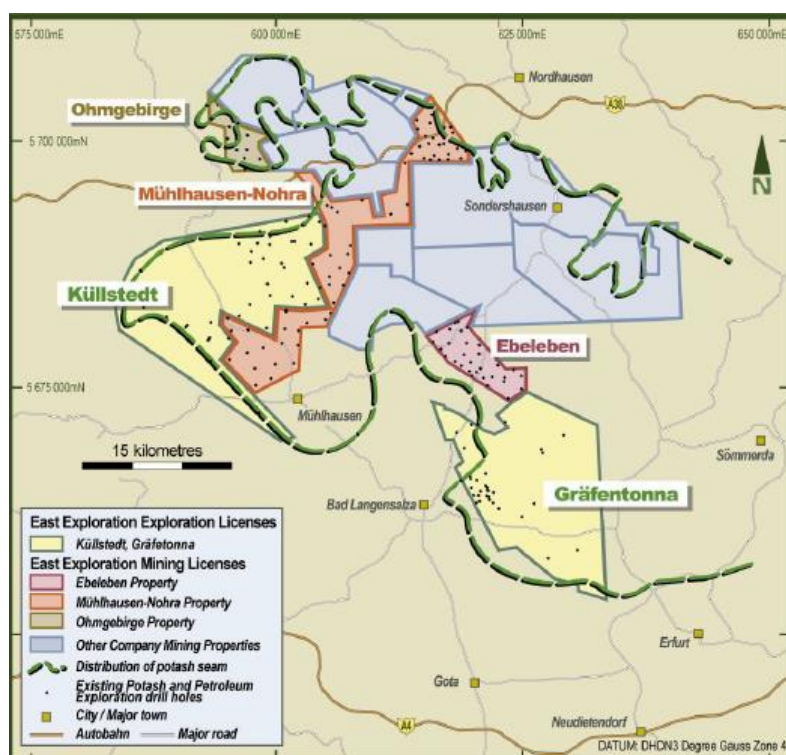 575 000mE
600 000mE
625 000mE
650 000mE
Nordhausen
Ohmgebirge
A38
5 700 000mN
Mühlhausen-Nohra
N
Sondershausen
Küllstedt
Ebeleben
5 675 000mN
Mühlhausen
15 kilometres
Sömmerda
Gräfentonna
Bad Langensalza
East Exploration Exploration Licenses
Küllstedt, Gräfetonna
East Exploration Mining Licenses
Ebeleben Property
Mühlhausen-Nohra Property
Ohmgebirge Property
Other Company Mining Properties
Distribution of potash seam
Existing Potash and Petroleum
Exploration drill holes
City / Major town
Autobahn
Major road
Erfurt
Gota
A4
Neudietendorf
DATUM: DHDN3 Degree Gauss Zone 4